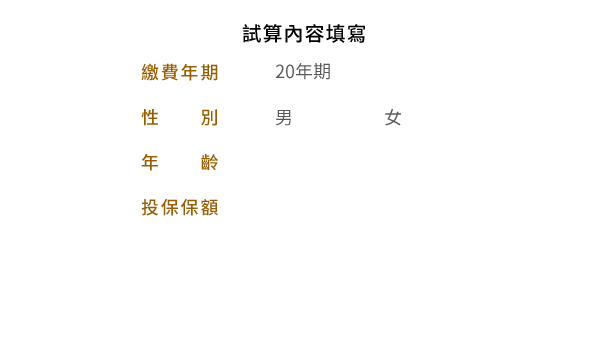 試算內容填寫
繳費年期 20年期
性 別 男 女
年 齡
投保保額